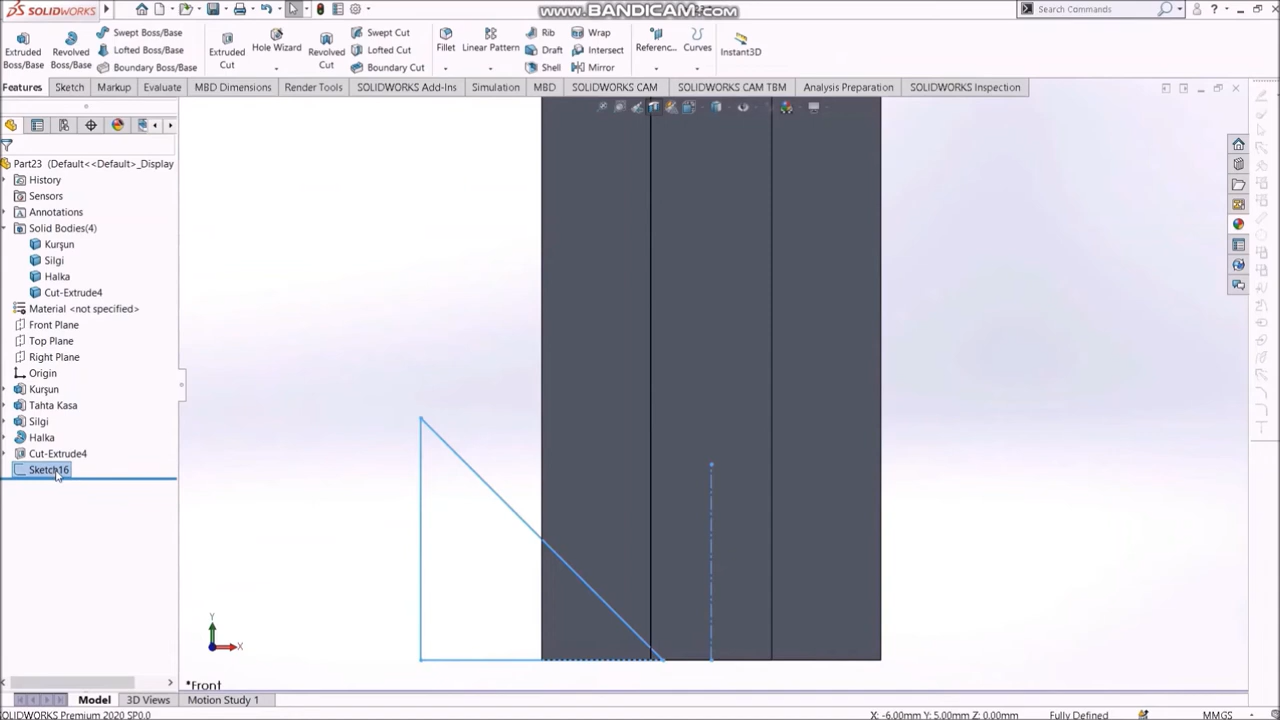 SOLIDWORKS
www.BANDICAM.com
Search Commands
Extruded Boss/Base
Revolved Boss/Base
Swept Boss/Base
Lofted Boss/Base
Boundary Boss/Base
Extruded Cut
Hole Wizard
Revolved Cut
Swept Cut
Lofted Cut
Boundary Cut
Fillet
Linear Pattern
Rib
Draft
Shell
Wrap
Intersect
Mirror
Referenc...
Curves
Instant3D
Features
Sketch
Markup
Evaluate
MBD Dimensions
Render Tools
SOLIDWORKS Add-Ins
Simulation
MBD
SOLIDWORKS CAM
SOLIDWORKS CAM TBM
Analysis Preparation
SOLIDWORKS Inspection
Part23 (Default<<Default>_Display
History
Sensors
Annotations
Solid Bodies(4)
Kurşun
Silgi
Halka
Cut-Extrude4
Material <not specified>
Front Plane
Top Plane
Right Plane
Origin
Kurşun
Tahta Kasa
Silgi
Halka
Cut-Extrude4
Sketch16
Y
X
*Front
Model
3D Views
Motion Study 1
SOLIDWORKS Premium 2020 SP0.0
X: -6.00mm Y: 5.00mm Z: 0.00mm
Fully Defined
MMGS